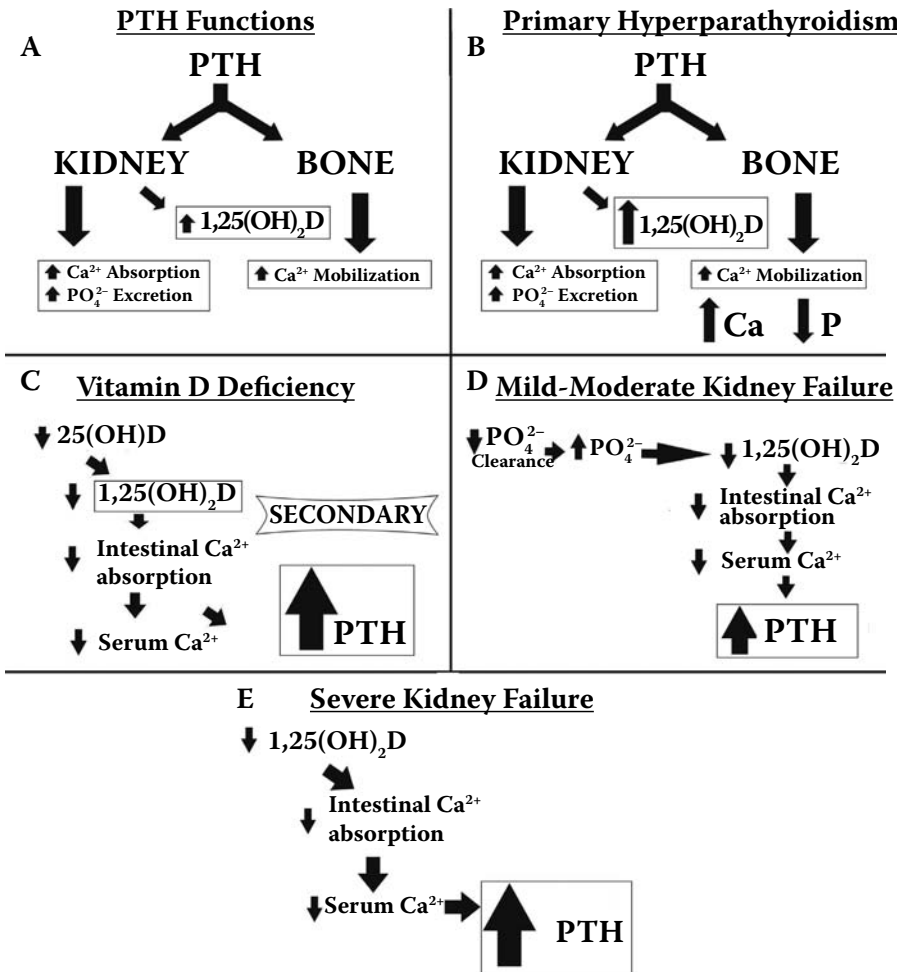 A
PTH Functions
PTH
KIDNEY
BONE
1,25(OH)₂D
Ca²⁺ Absorption
PO₄²⁻ Excretion
Ca²⁺ Mobilization
B
Primary Hyperparathyroidism
PTH
KIDNEY
BONE
1,25(OH)₂D
Ca²⁺ Absorption
PO₄²⁻ Excretion
Ca²⁺ Mobilization
Ca
P
C
Vitamin D Deficiency
25(OH)D
1,25(OH)₂D
SECONDARY
Intestinal Ca²⁺
absorption
Serum Ca²⁺
PTH
D
Mild-Moderate Kidney Failure
PO₄²⁻
Clearance
PO₄²⁻
1,25(OH)₂D
Intestinal Ca²⁺
absorption
Serum Ca²⁺
PTH
E
Severe Kidney Failure
1,25(OH)₂D
Intestinal Ca²⁺
absorption
Serum Ca²⁺
PTH